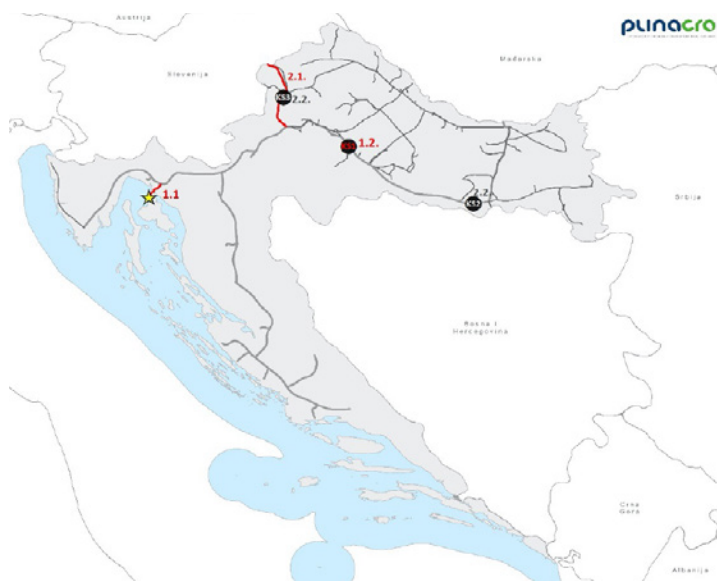 Austrija
plinacro
Slovenija
Mađarska
2.1.
KS3
2.2.
1.2.
KS1
1.1
2.2
KS2
Srbija
Bosna i
Hercegovina
Crna
Gora
Albanija